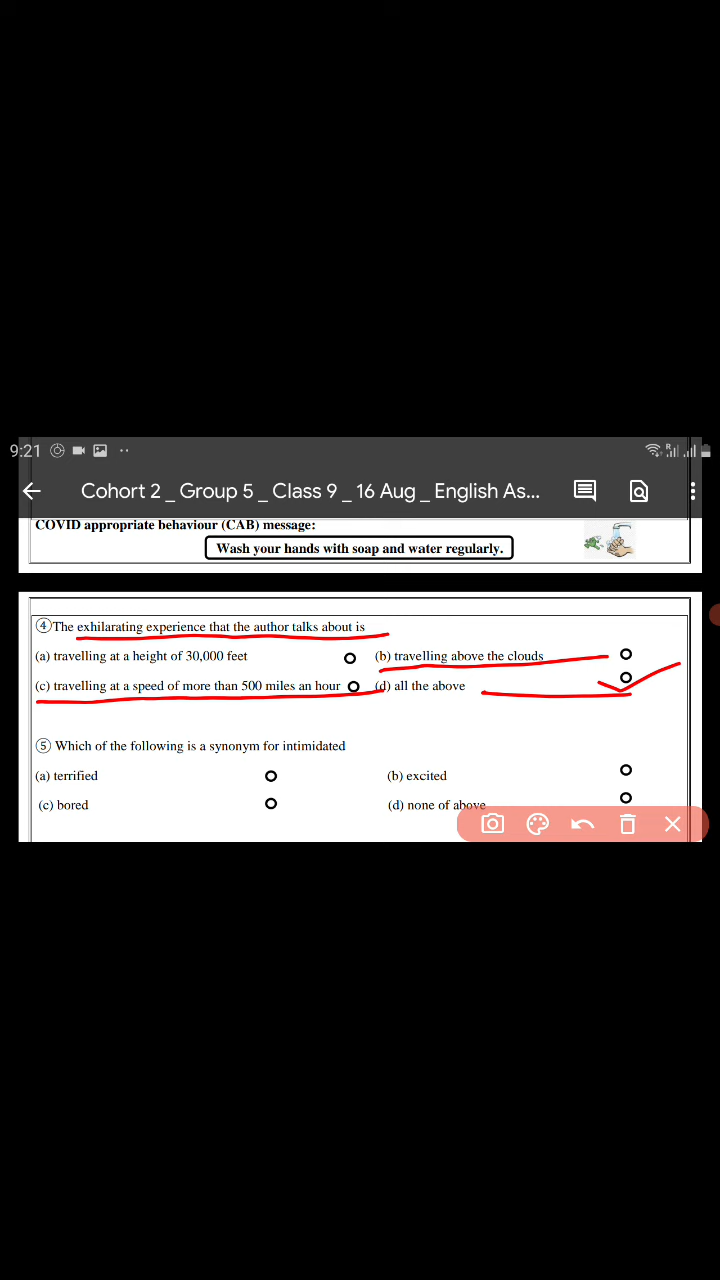 9:21
Cohort 2 _ Group 5 _ Class 9 _ 16 Aug _ English As...
COVID appropriate behaviour (CAB) message:
Wash your hands with soap and water regularly.
④The exhilarating experience that the author talks about is
(a) travelling at a height of 30,000 feet (b) travelling above the clouds
(c) travelling at a speed of more than 500 miles an hour (d) all the above
⑤ Which of the following is a synonym for intimidated
(a) terrified (b) excited
(c) bored (d) none of above